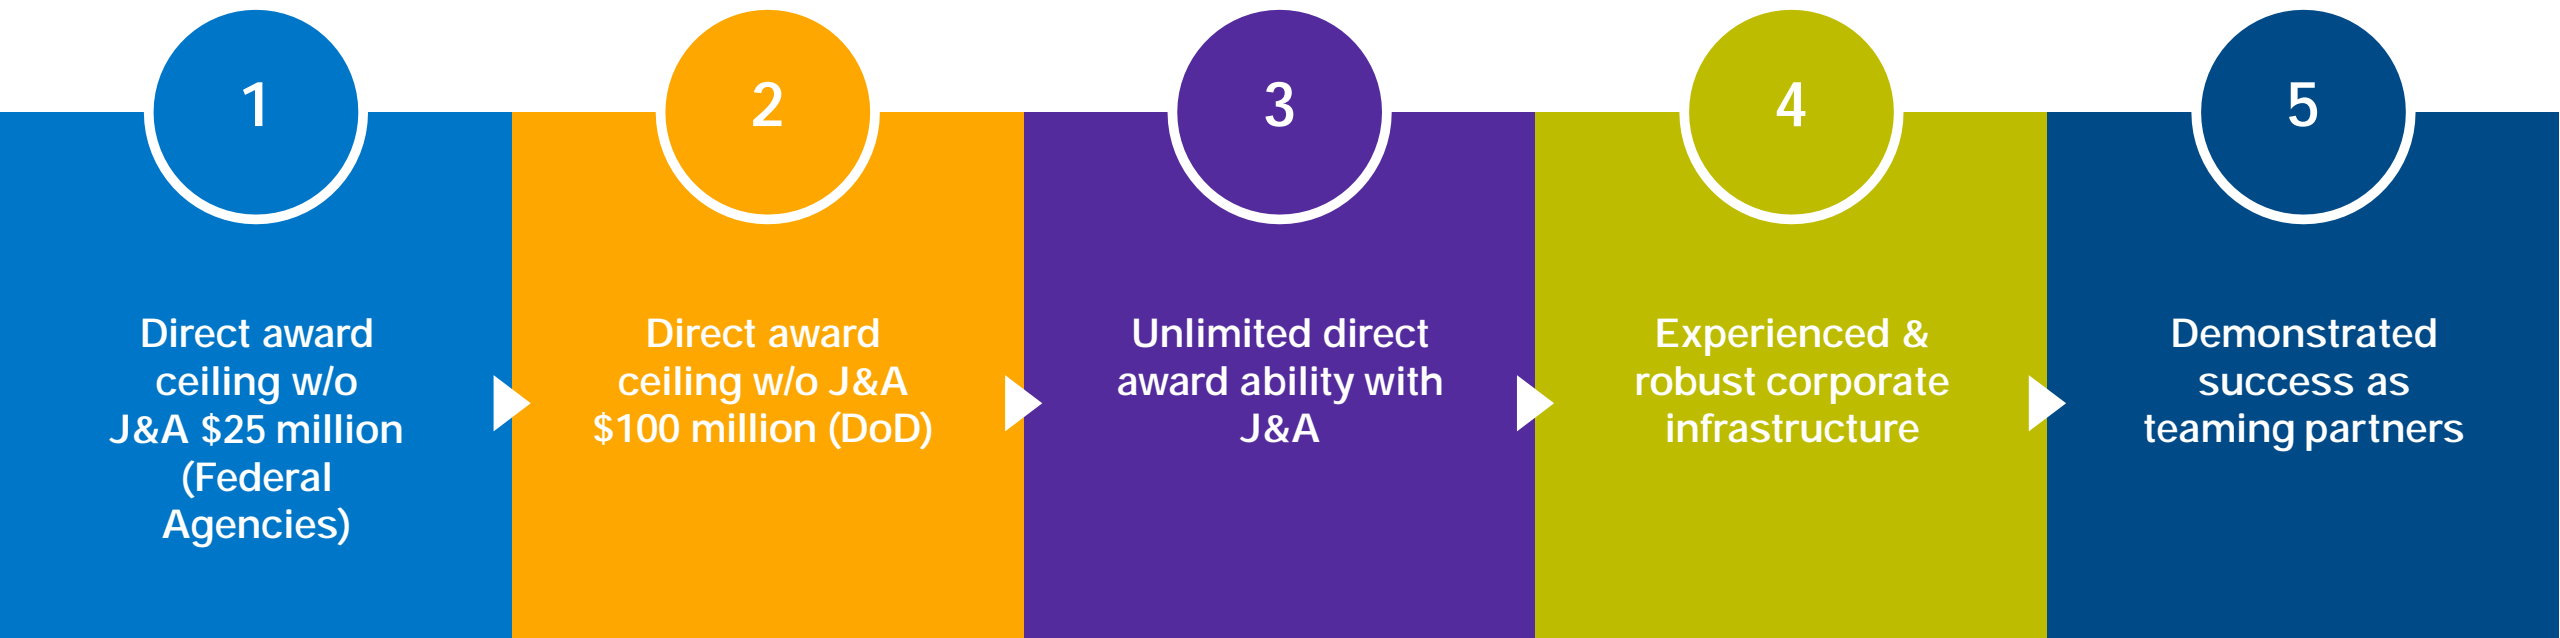 1
Direct award
ceiling w/o
J&A $25 million
(Federal
Agencies)
2
Direct award
ceiling w/o J&A
$100 million (DoD)
3
Unlimited direct
award ability with
J&A
4
Experienced &
robust corporate
infrastructure
5
Demonstrated
success as
teaming partners